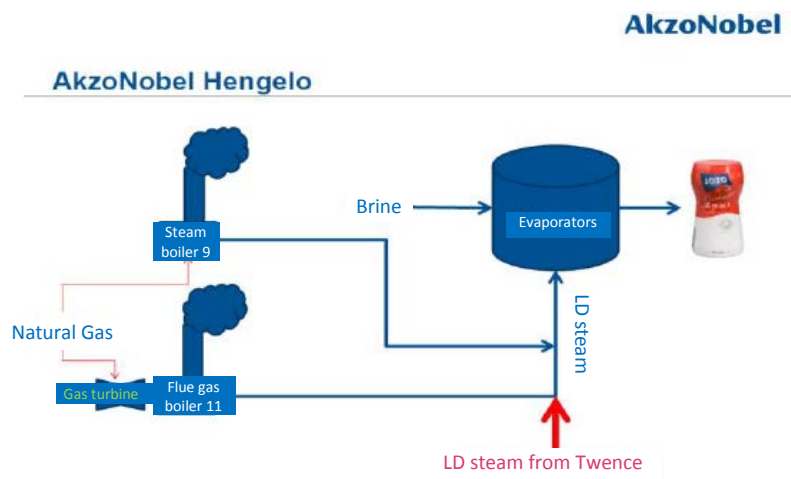 AkzoNobel
AkzoNobel Hengelo
Brine
Evaporators
JOZO
Steam
boiler 9
LD steam
Natural Gas
Gas turbine
Flue gas
boiler 11
LD steam from Twence